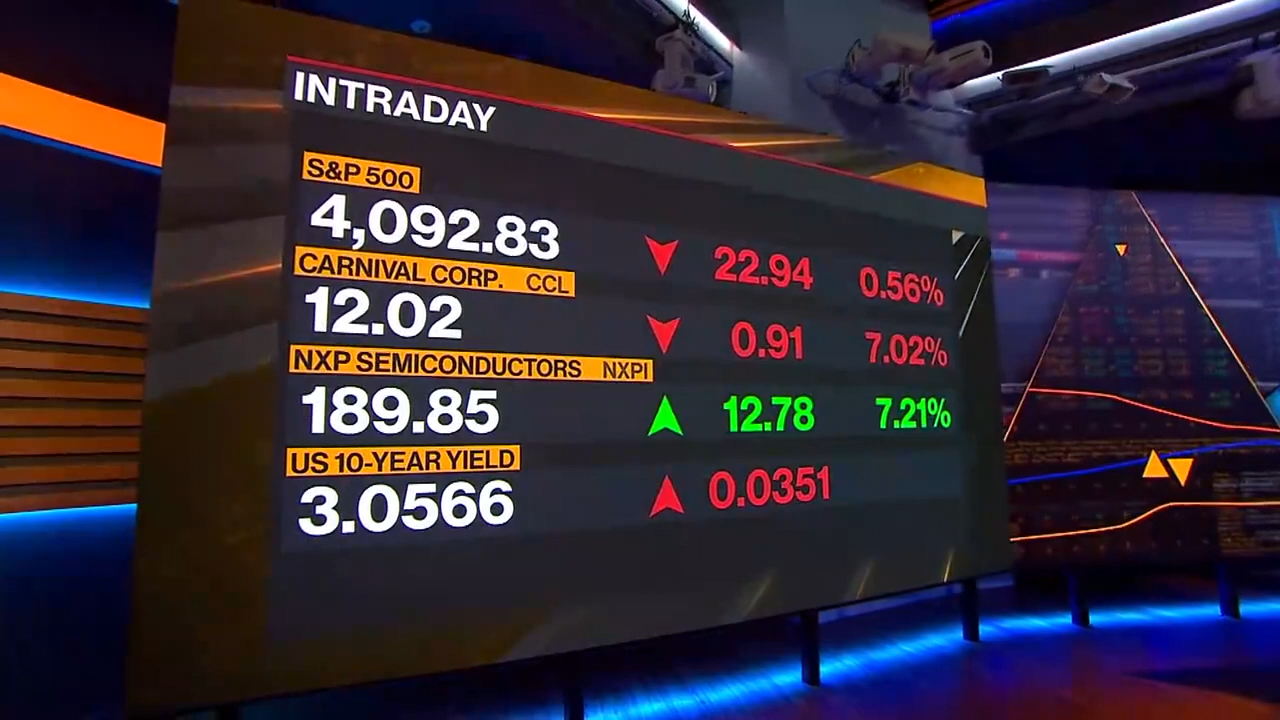 INTRADAY
S&P 500
4,092.83 22.94 0.56%
CARNIVAL CORP. CCL
12.02 0.91 7.02%
NXP SEMICONDUCTORS NXPI
189.85 12.78 7.21%
US 10-YEAR YIELD
3.0566 0.0351